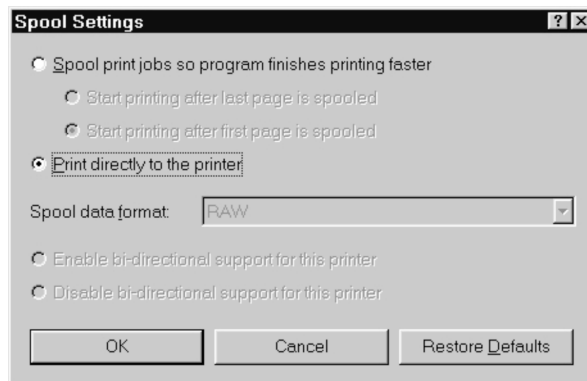 Spool Settings
Spool print jobs so program finishes printing faster
Start printing after last page is spooled
Start printing after first page is spooled
Print directly to the printer
Spool data format: RAW
Enable bi-directional support for this printer
Disable bi-directional support for this printer
OK Cancel Restore Defaults